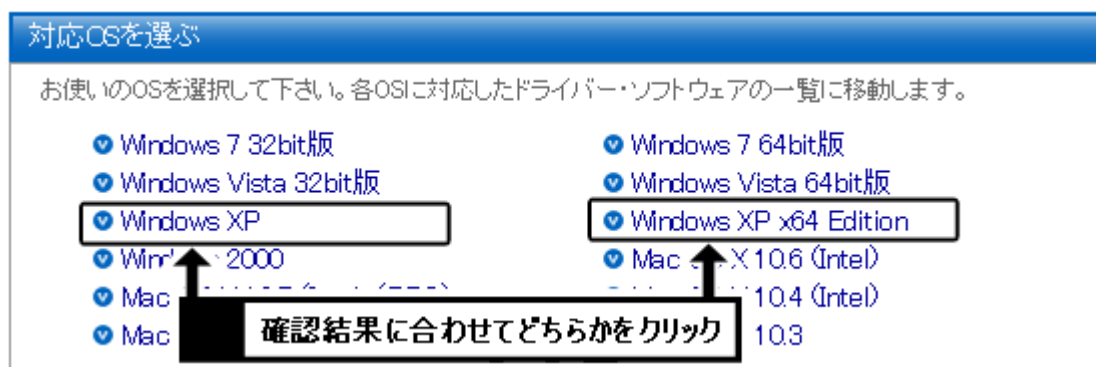 対応OSを選ぶ
お使いのOSを選択して下さい。各OSに対応したドライバー・ソフトウェアの一覧に移動します。
Windows 7 32bit版
Windows 7 64bit版
Windows Vista 32bit版
Windows Vista 64bit版
Windows XP
Windows XP x64 Edition
2000
Mac X 10.6 (Intel)
Mac
10.4 (Intel)
Mac
10.3
確認結果に合わせてどちらかをクリック